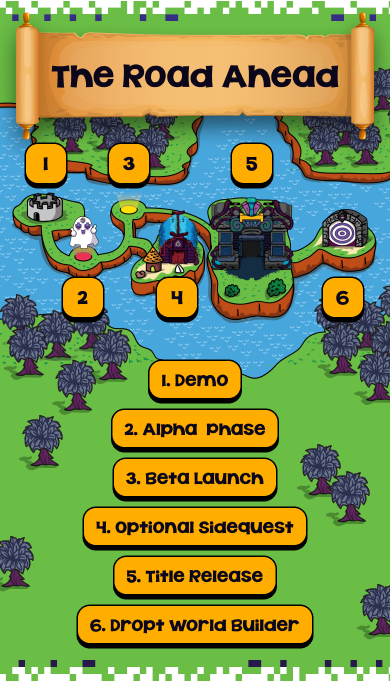 The Road Ahead
1
3
5
2
4
6
1. Demo
2. Alpha phase
3. Beta Launch
4. Optional Sidequest
5. Title Release
6. Dropt World Builder